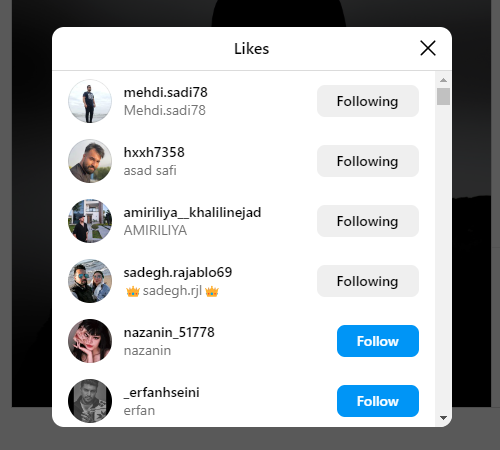 Likes
mehdi.sadi78
Mehdi.sadi78
Following
hxxh7358
asad safi
Following
amiriliya__khalilinejad
AMIRILIYA
Following
sadegh.rajablo69
👑sadegh.rjl👑
Following
nazanin_51778
nazanin
Follow
_erfanhseini
erfan
Follow